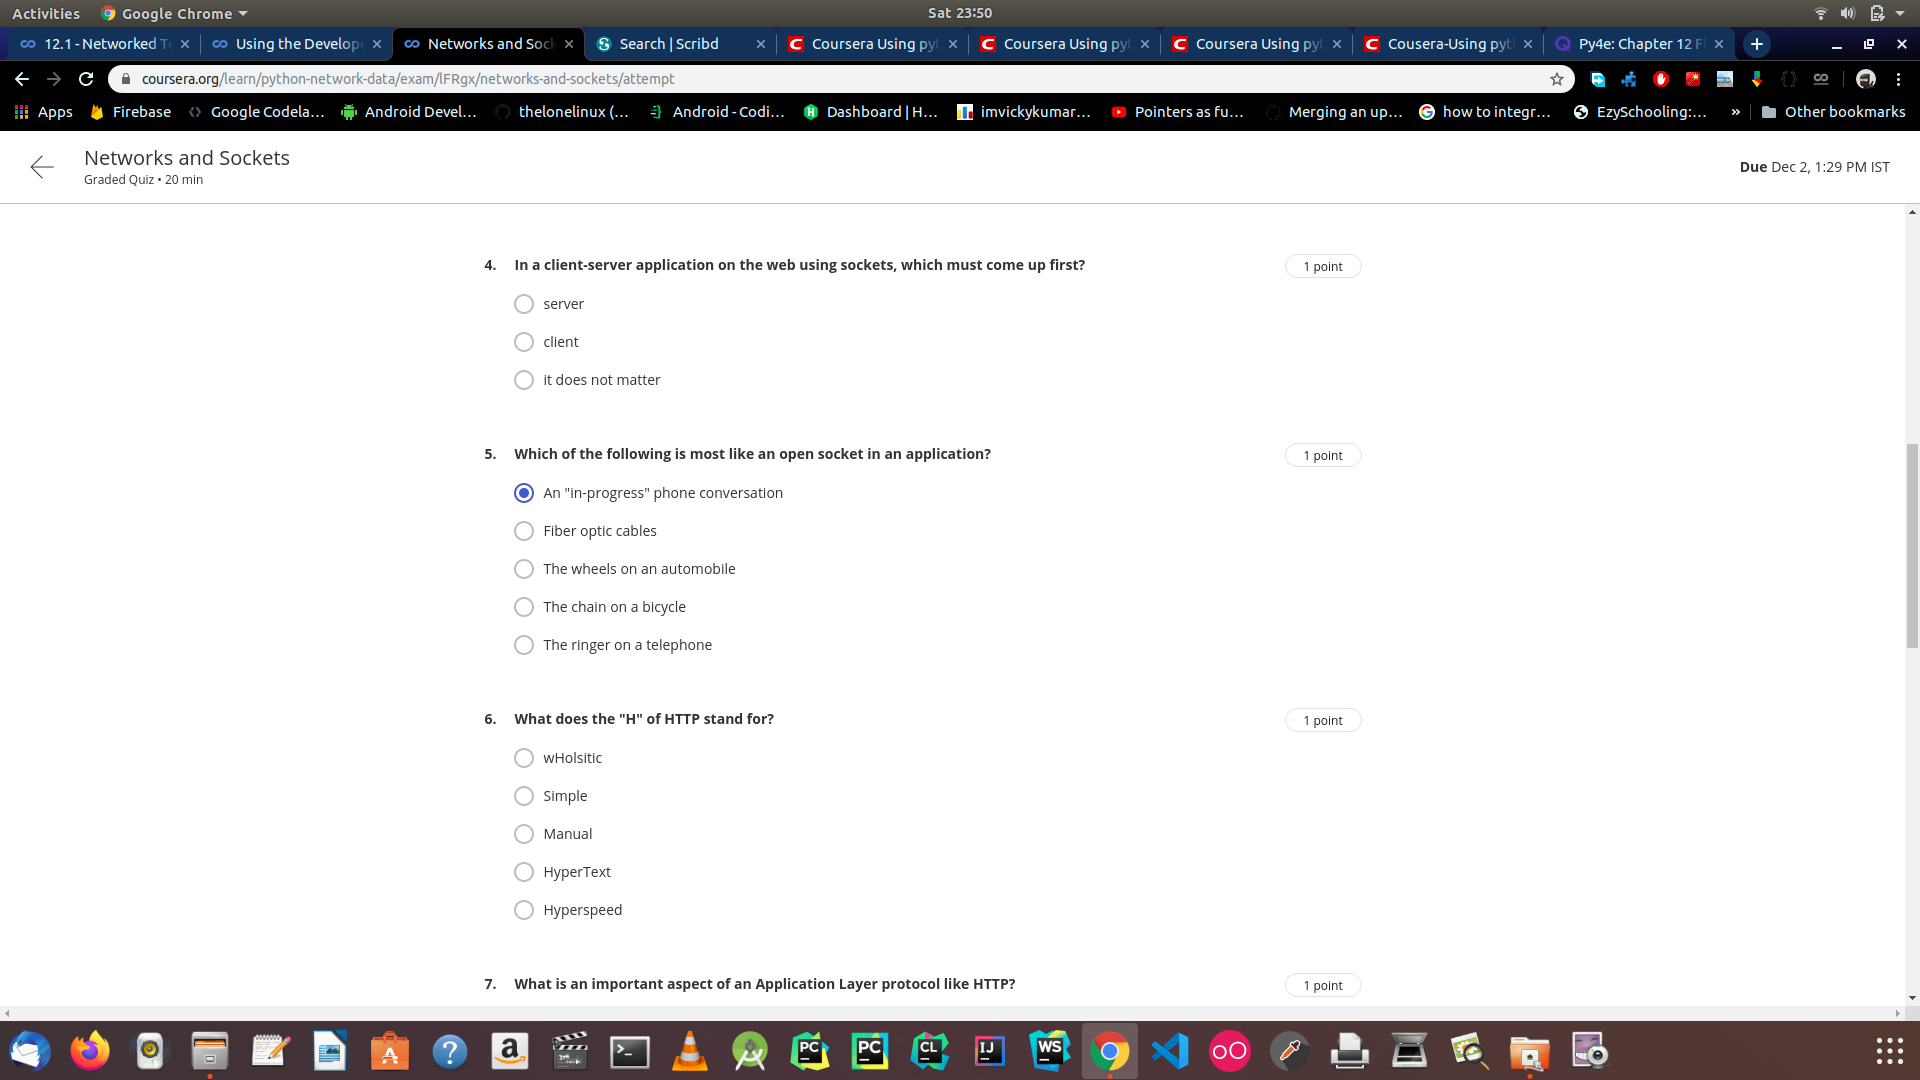 Activities
Google Chrome
Sat 23:50
12.1 - Networked T
Using the Develop
Networks and Sock
Search | Scribd
Coursera Using py
Coursera Using py
Coursera Using py
Cousera-Using pyt
Py4e: Chapter 12 F
coursera.org/learn/python-network-data/exam/lFRgx/networks-and-sockets/attempt
Apps
Firebase
Google Codela...
Android Devel...
thelonelinux (...
Android - Codi...
Dashboard | H...
imvickykumar...
Pointers as fu...
Merging an up...
how to integr...
EzySchooling:...
»
Other bookmarks
Networks and Sockets
Graded Quiz • 20 min
Due Dec 2, 1:29 PM IST
4. In a client-server application on the web using sockets, which must come up first?
1 point
server
client
it does not matter
5. Which of the following is most like an open socket in an application?
1 point
An "in-progress" phone conversation
Fiber optic cables
The wheels on an automobile
The chain on a bicycle
The ringer on a telephone
6. What does the "H" of HTTP stand for?
1 point
wHolsitic
Simple
Manual
HyperText
Hyperspeed
7. What is an important aspect of an Application Layer protocol like HTTP?
1 point